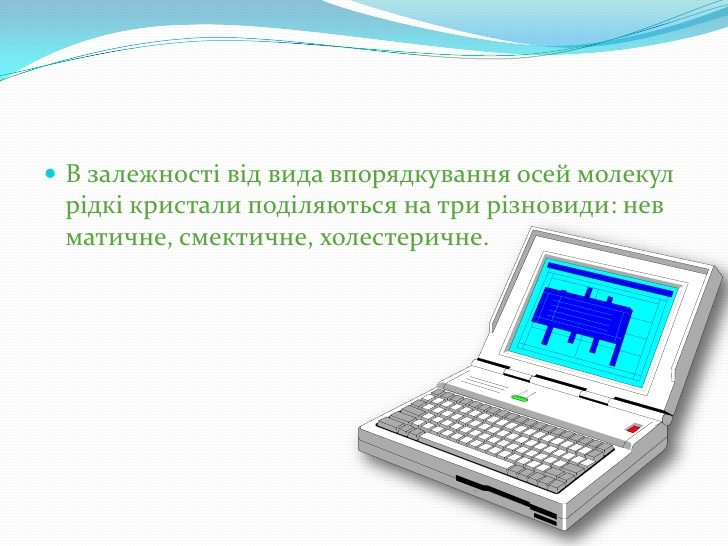 • В залежності від вида впорядкування осей молекул
рідкі кристали поділяються на три різновиди: нев
матичне, смектичне, холестеричне.